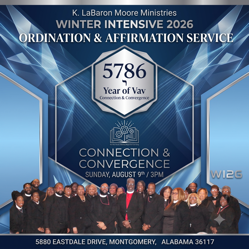 K. LaBaron Moore Ministries
WINTER INTENSIVE 2026
ORDINATION & AFFIRMATION SERVICE
5786
ו
Year of Vav
Connection & Convergence
CONNECTION &
CONVERGENCE
SUNDAY, AUGUST 9th / 3PM
5880 EASTDALE DRIVE, MONTGOMERY, ALABAMA 36117